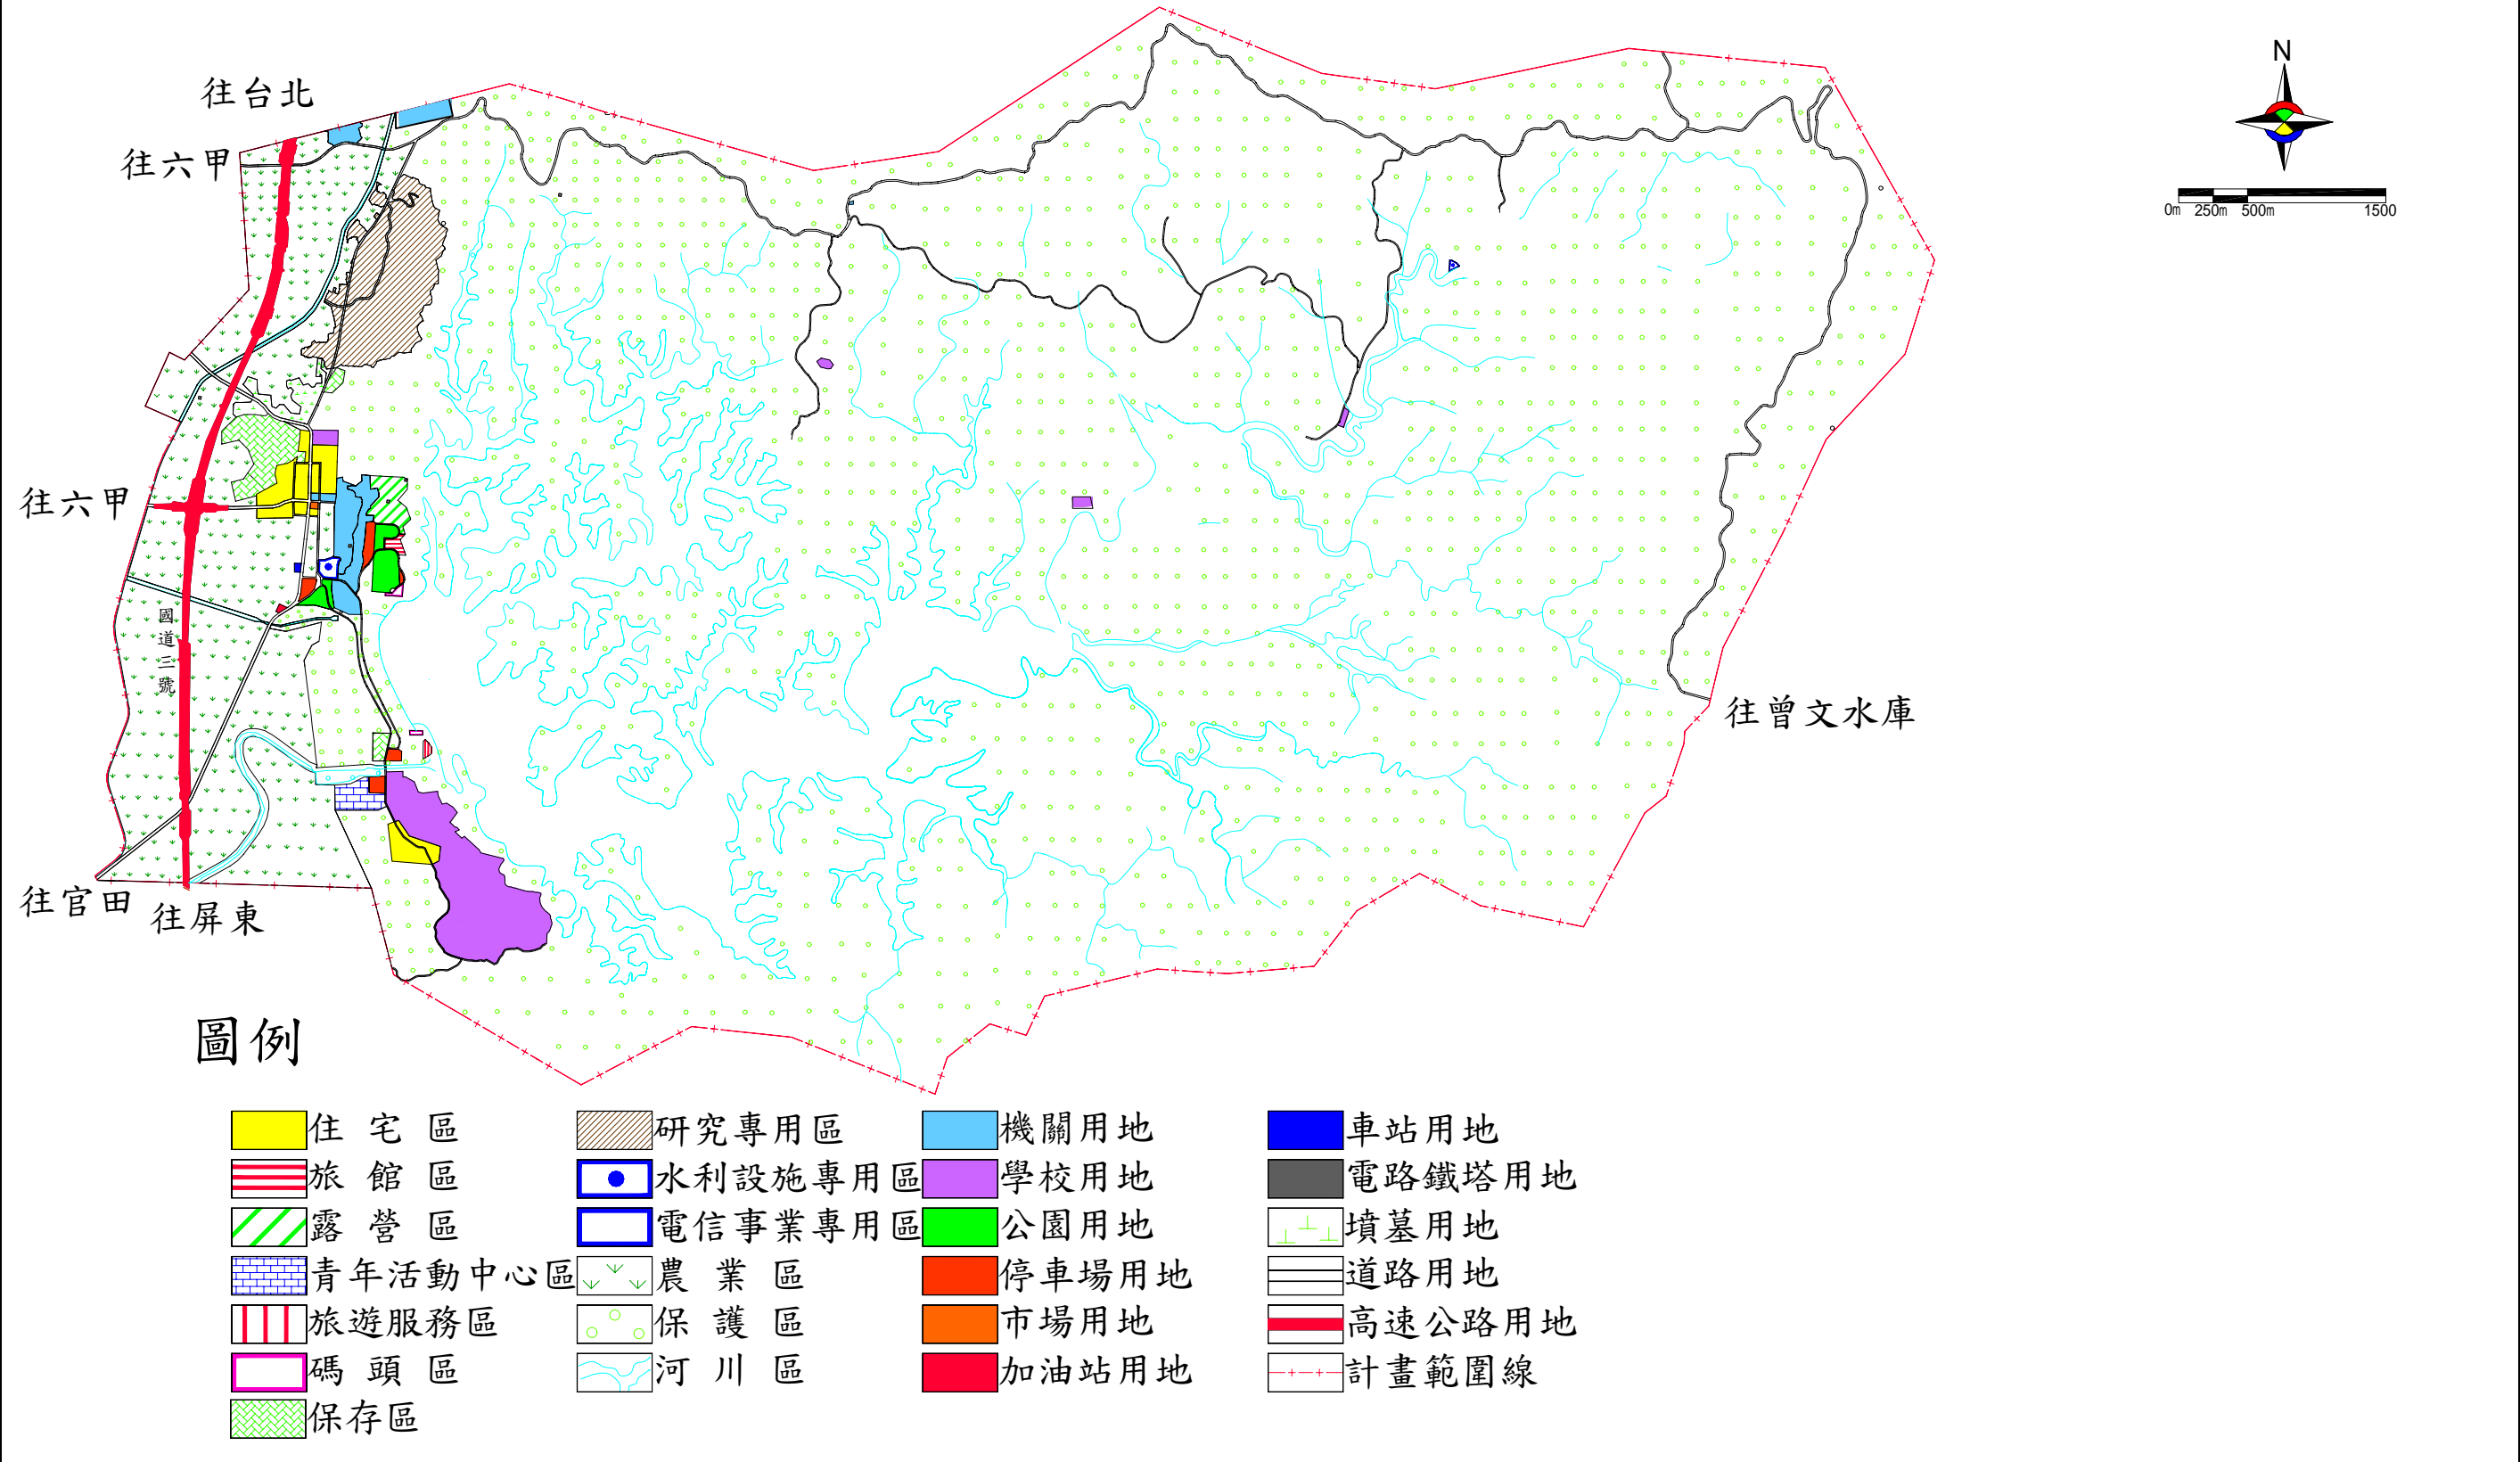 N
0m 250m 500m 1500
往台北
往六甲
往六甲
國道三號
往曾文水庫
往官田
往屏東
圖例
住宅區
旅館區
露營區
青年活動中心區
旅遊服務區
碼頭區
保存區
研究專用區
水利設施專用區
電信事業專用區
農業區
保護區
河川區
機關用地
學校用地
公園用地
停車場用地
市場用地
加油站用地
車站用地
電路鐵塔用地
墳墓用地
道路用地
高速公路用地
計畫範圍線